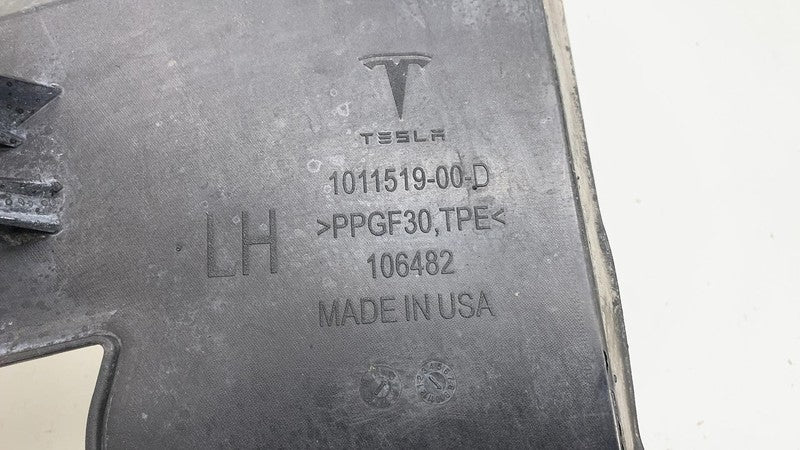 TESLA
1011519-00-D
LH
>PPGF30,TPE<
106482
MADE IN USA